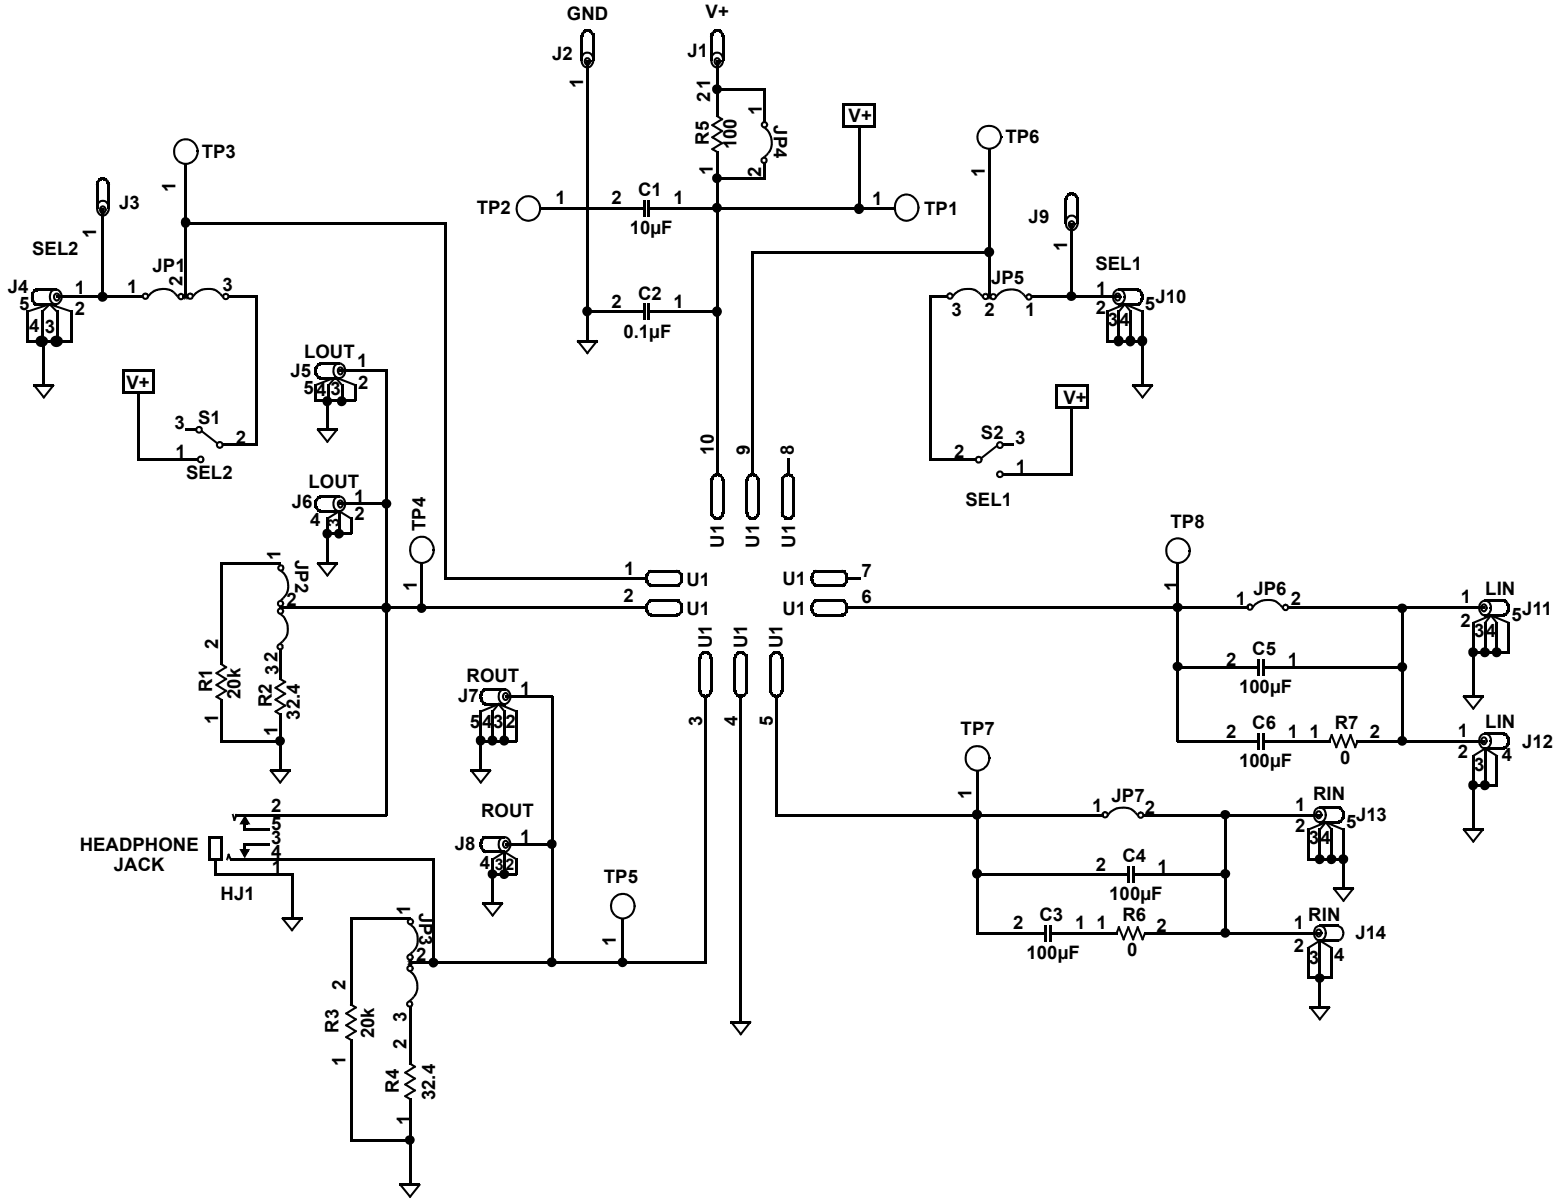 GND
V+
J2
J1
1
1
2
R5
100
1
1
JP4
2
V+
TP3
1
J3
1
SEL2
JP1
J4
1
1
2
3
5
2
4
3
TP2
1
2
C1
1
10µF
1
TP1
2
C2
1
0.1µF
TP6
1
J9
1
SEL1
JP5
3
2
1
1
J10
2
3
4
5
V+
S1
3
2
1
SEL2
LOUT
J5
1
5
4
3
2
LOUT
J6
1
4
3
2
V+
S2
3
2
1
SEL1
10
9
8
U1
U1
U1
TP4
1
1
U1
2
U1
U1
7
U1
6
U1
U1
U1
3
4
5
1
JP2
2
3
2
R1
20k
1
2
R2
32.4
1
ROUT
J7
1
5
4
3
2
ROUT
J8
1
4
3
2
TP5
1
HEADPHONE
JACK
2
5
3
4
1
HJ1
1
JP3
2
3
2
R3
20k
1
2
R4
32.4
1
TP8
1
1
JP6
2
2
C5
1
100µF
2
C6
1
100µF
1
R7
2
0
LIN
1
J11
2
3
4
5
LIN
1
J12
2
3
4
TP7
1
1
JP7
2
2
C4
1
100µF
2
C3
1
100µF
1
R6
2
0
RIN
1
J13
2
3
4
5
RIN
1
J14
2
3
4